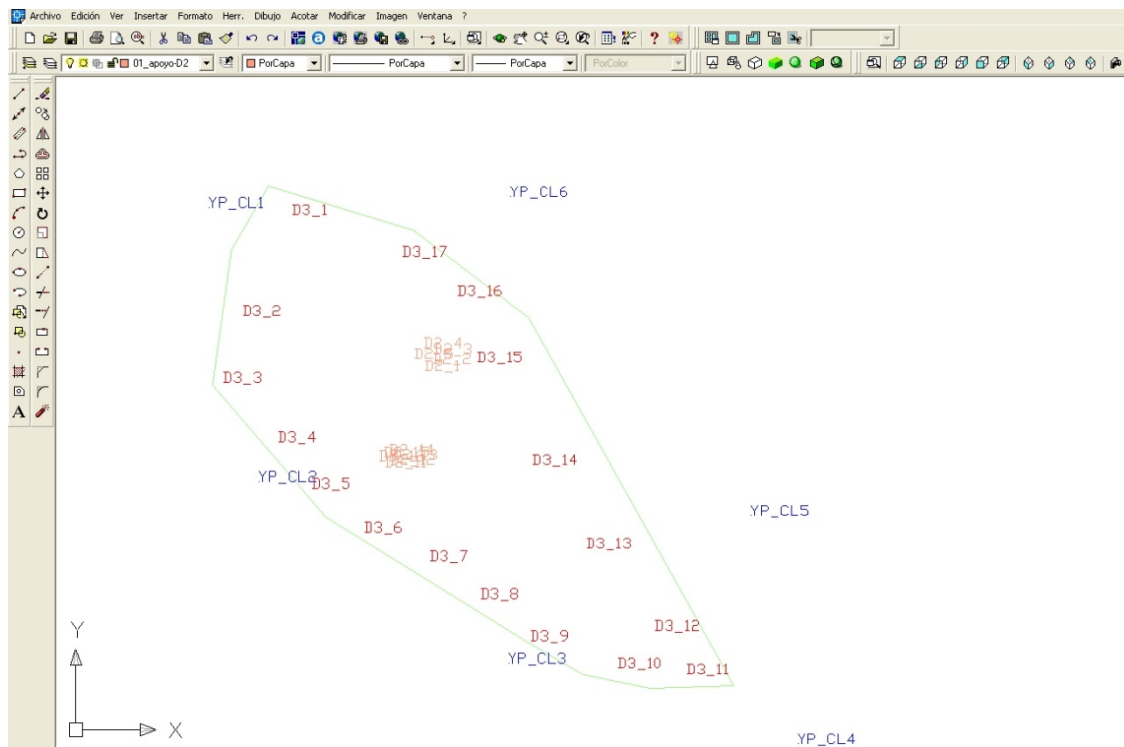 Archivo Edición Ver Insertar Formato Herr. Dibujo Acotar Modificar Imagen Ventana ?
01_apoyo-D2 PorCapa PorCapa PorCapa PorColor
A
YP_CL6
YP_CL1
D3_1
D3_17
D3_16
D3_2
D2_4
D3_15
D2_1
D3_3
D3_4
D3_14
YP_CL2
D3_5
YP_CL5
D3_6
D3_13
D3_7
D3_8
D3_12
D3_9
YP_CL3
D3_10
D3_11
Y
X
YP_CL4